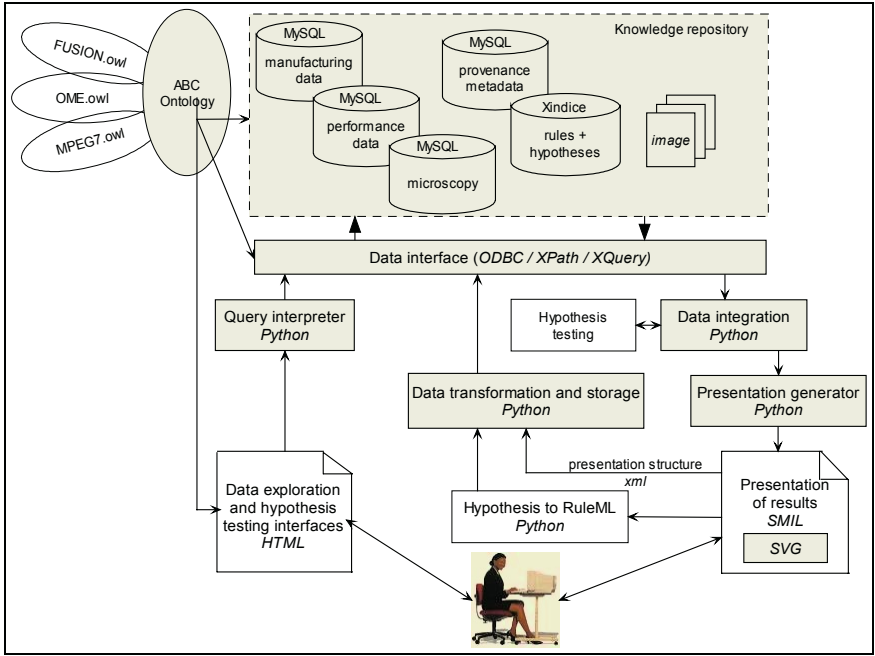 FUSION.owl
OME.owl
MPEG7.owl
ABC
Ontology
Knowledge repository
MySQL
manufacturing
data
MySQL
performance
data
MySQL
microscopy
MySQL
provenance
metadata
Xindice
rules +
hypotheses
image
Data interface (ODBC / XPath / XQuery)
Query interpreter
Python
Hypothesis
testing
Data integration
Python
Data transformation and storage
Python
Presentation generator
Python
Data exploration
and hypothesis
testing interfaces
HTML
presentation structure
xml
Hypothesis to RuleML
Python
Presentation
of results
SMIL
SVG